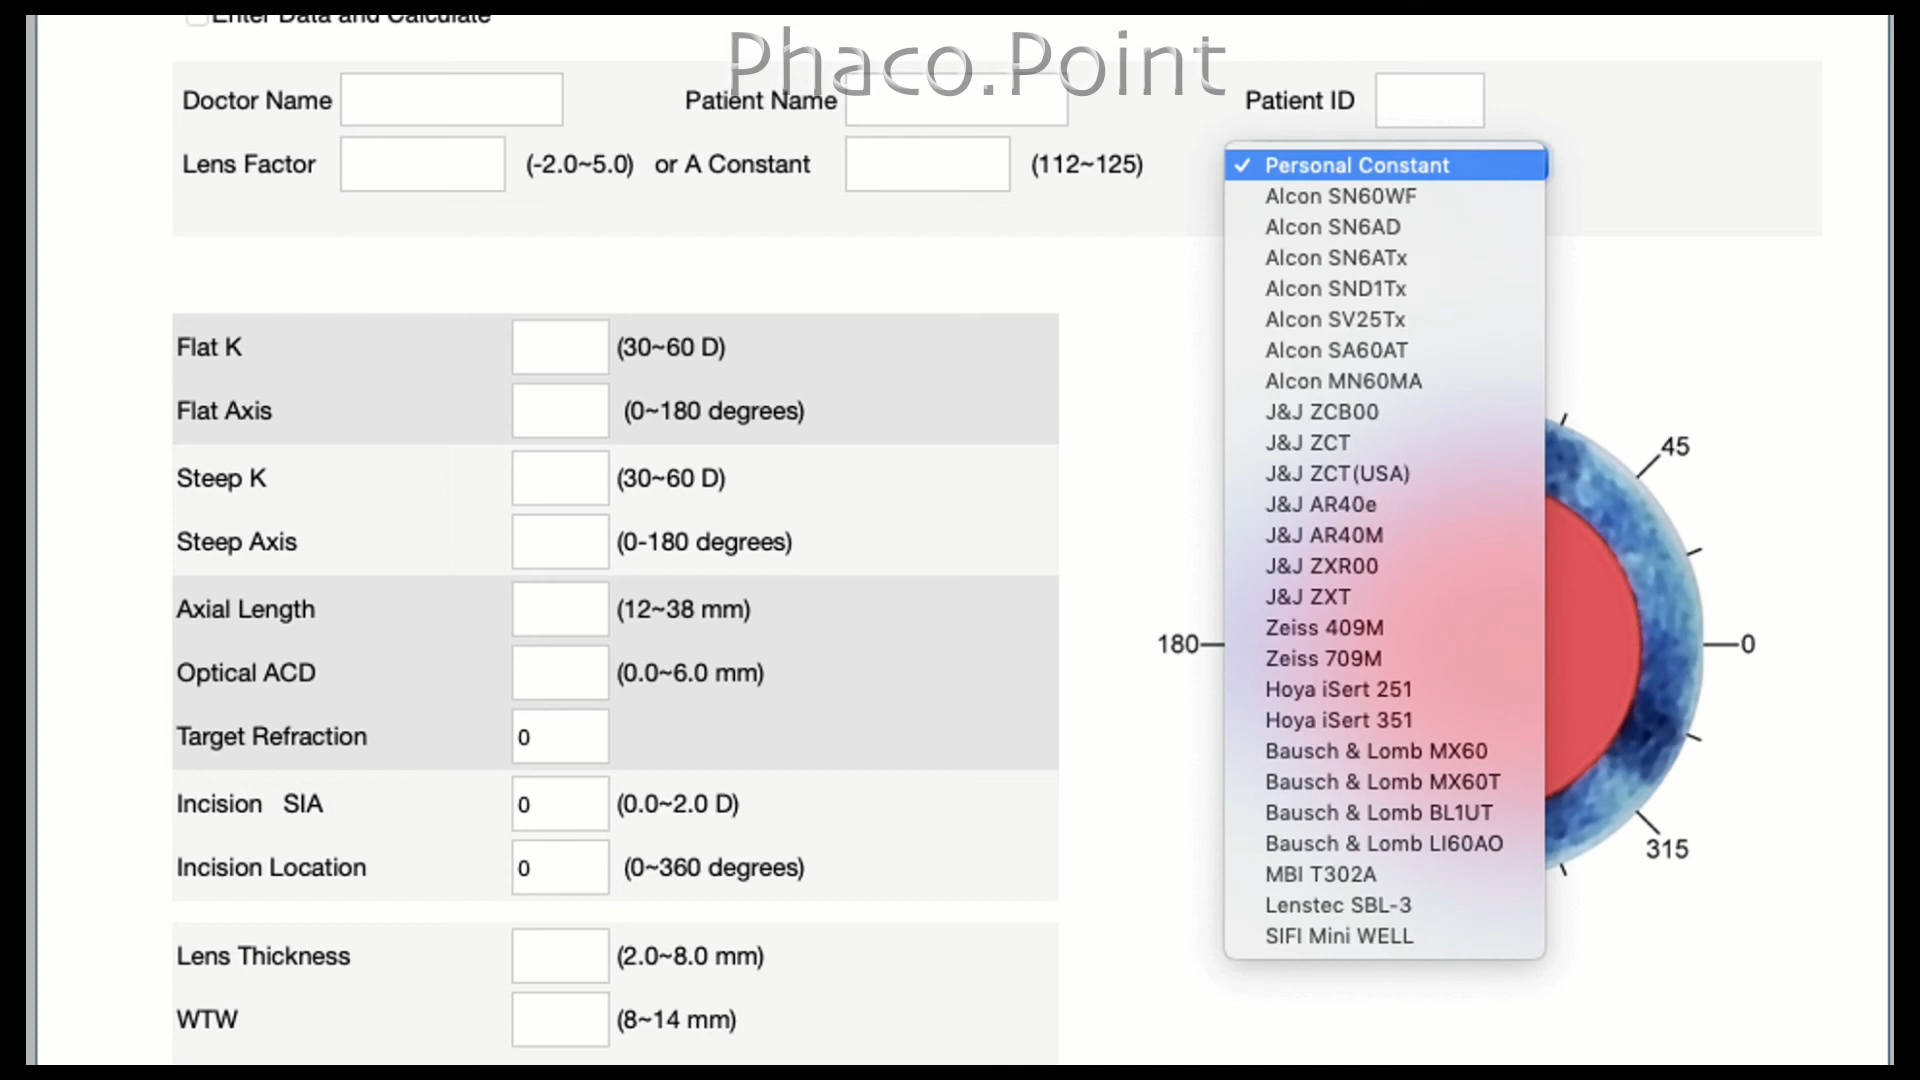 Enter Data and Calculate
Phaco.Point
Doctor Name
Patient Name
Patient ID
Lens Factor (-2.0~5.0) or A Constant (112~125)
✓ Personal Constant
Alcon SN60WF
Alcon SN6AD
Alcon SN6ATx
Alcon SND1Tx
Alcon SV25Tx
Alcon SA60AT
Alcon MN60MA
J&J ZCB00
J&J ZCT
J&J ZCT(USA)
J&J AR40e
J&J AR40M
J&J ZXR00
J&J ZXT
Zeiss 409M
Zeiss 709M
Hoya iSert 251
Hoya iSert 351
Bausch & Lomb MX60
Bausch & Lomb MX60T
Bausch & Lomb BL1UT
Bausch & Lomb LI60AO
MBI T302A
Lenstec SBL-3
SIFI Mini WELL
Flat K (30~60 D)
Flat Axis (0~180 degrees)
Steep K (30~60 D)
Steep Axis (0-180 degrees)
Axial Length (12~38 mm)
Optical ACD (0.0~6.0 mm)
Target Refraction 0
Incision SIA 0 (0.0~2.0 D)
Incision Location 0 (0~360 degrees)
Lens Thickness (2.0~8.0 mm)
WTW (8~14 mm)
45
180
0
315